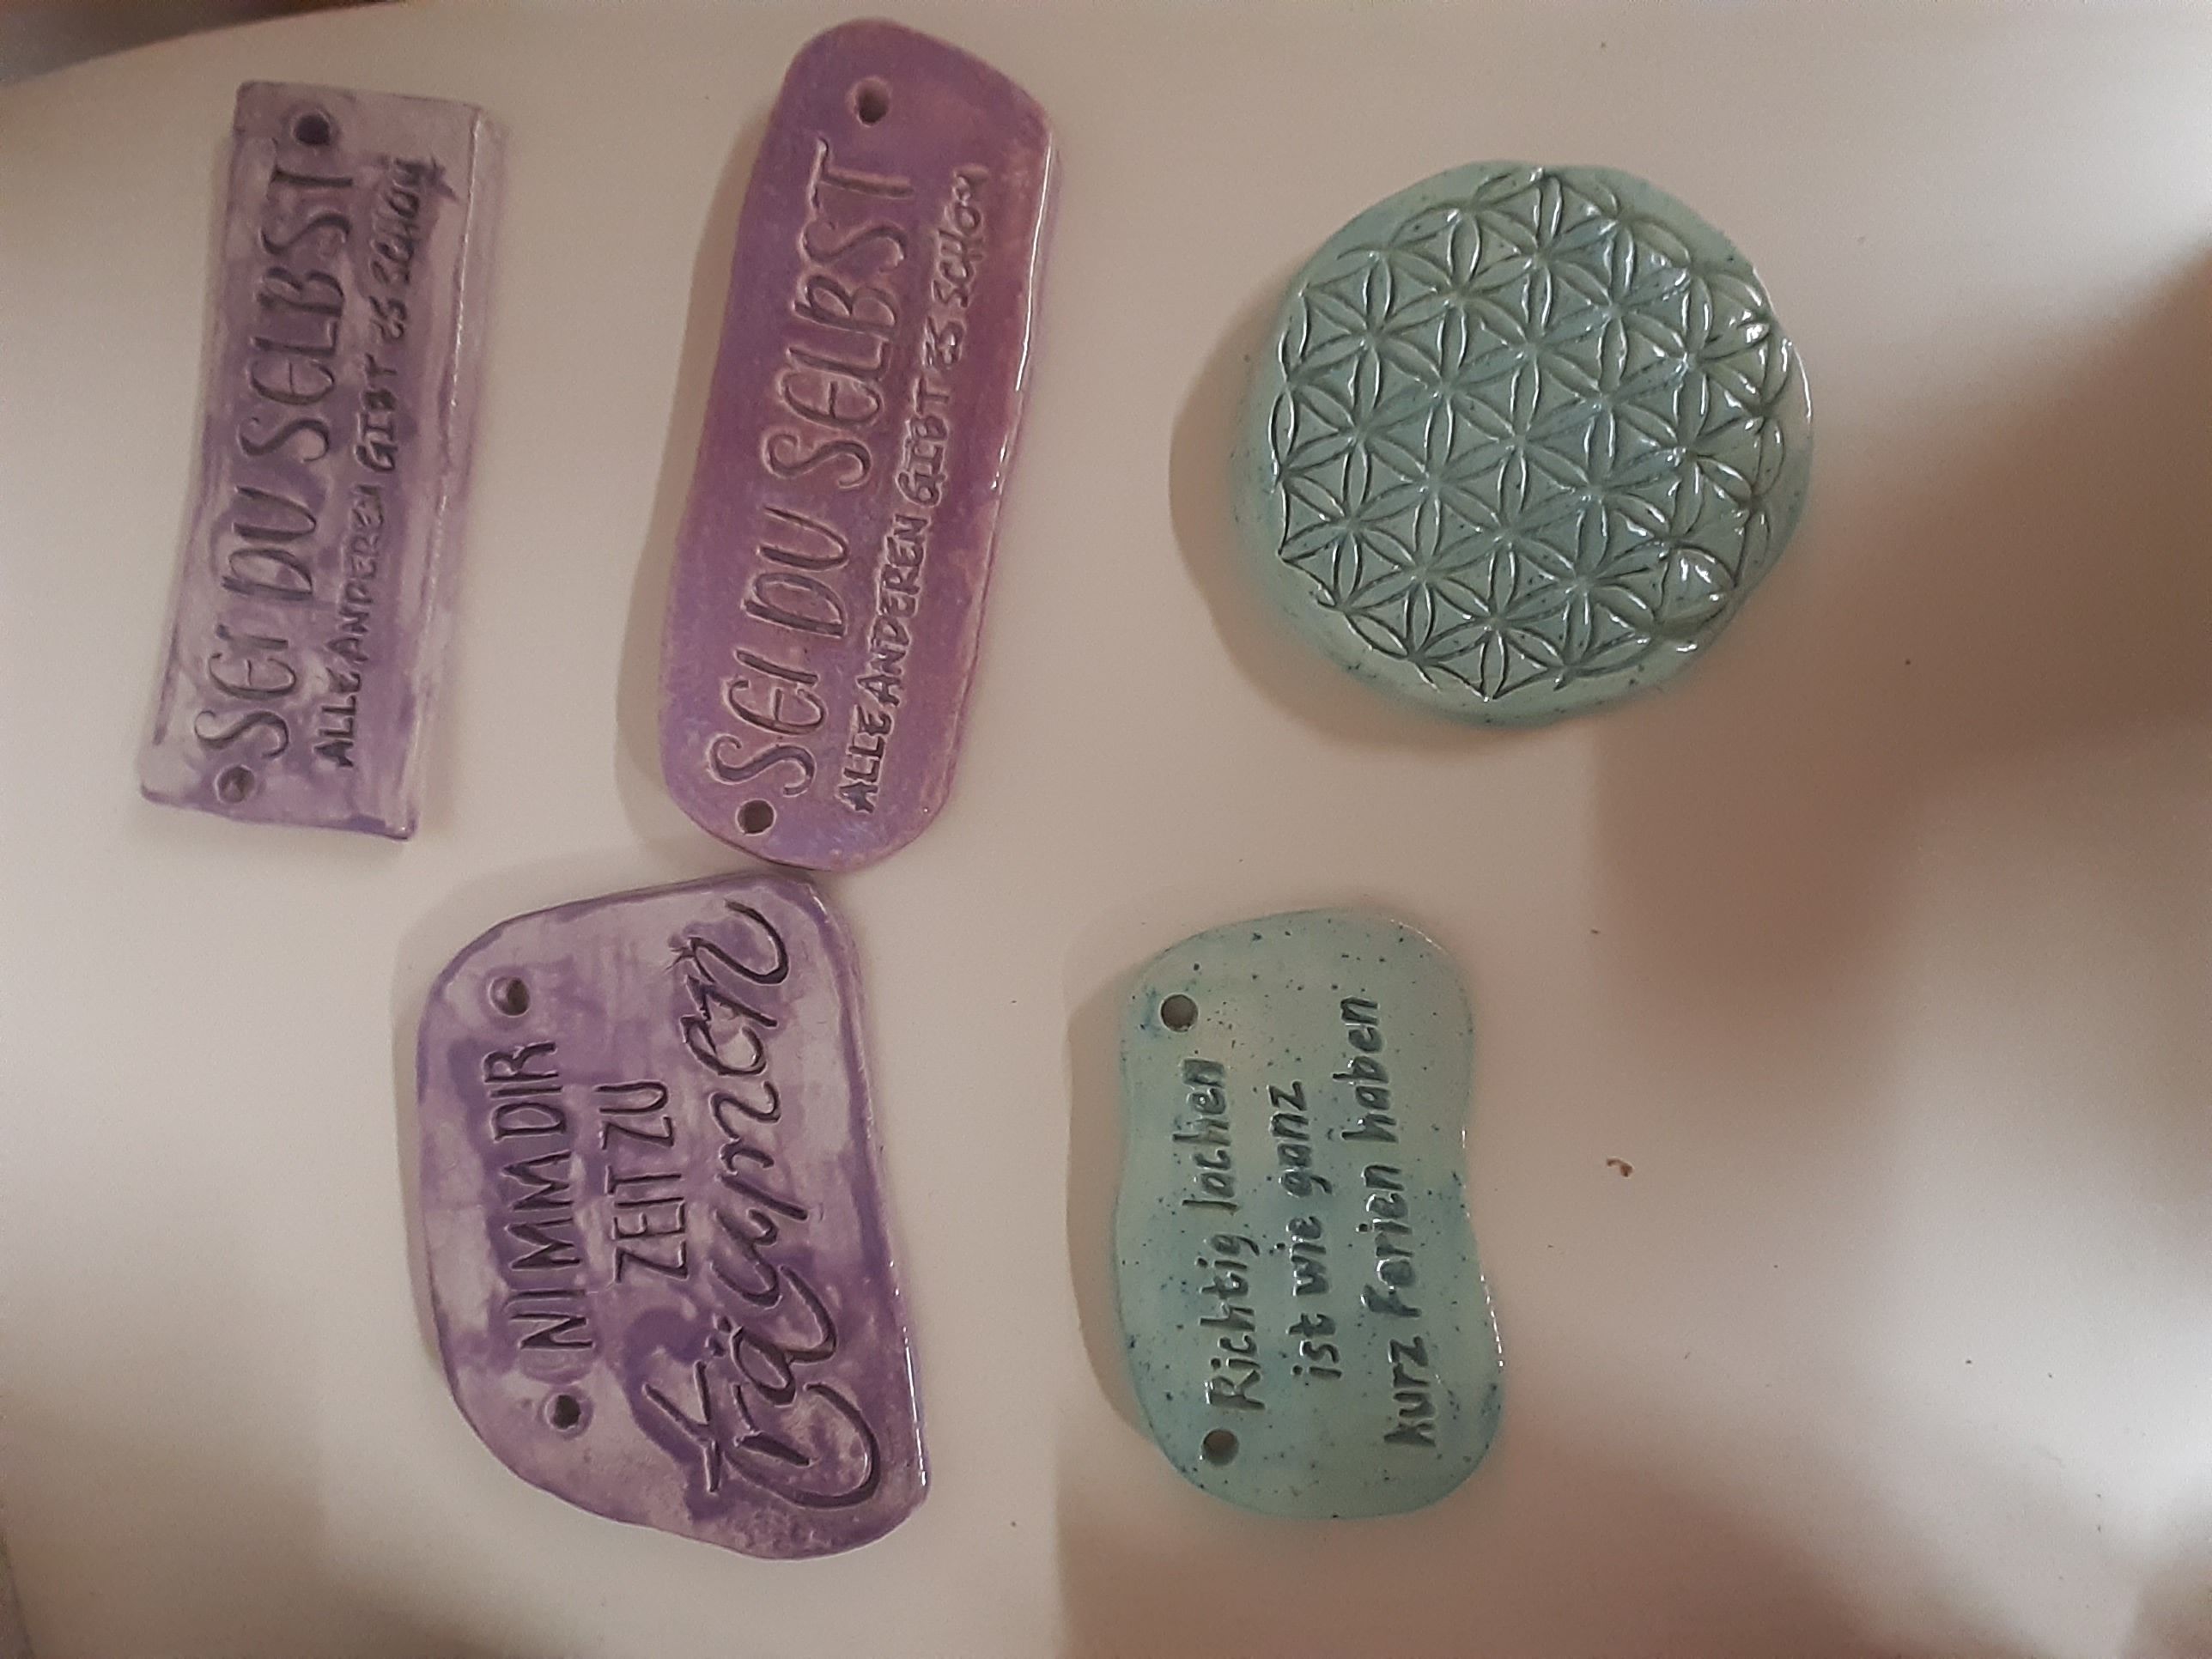 SEI DU SELBST
ALLE ANDEREN GIBT ES SCHON
NIMM DIR
ZEIT ZU
träumen
SEI DU SELBST
ALLE ANDEREN GIBT ES SCHON
Richtig lachen
ist wie ganz
kurz Ferien haben